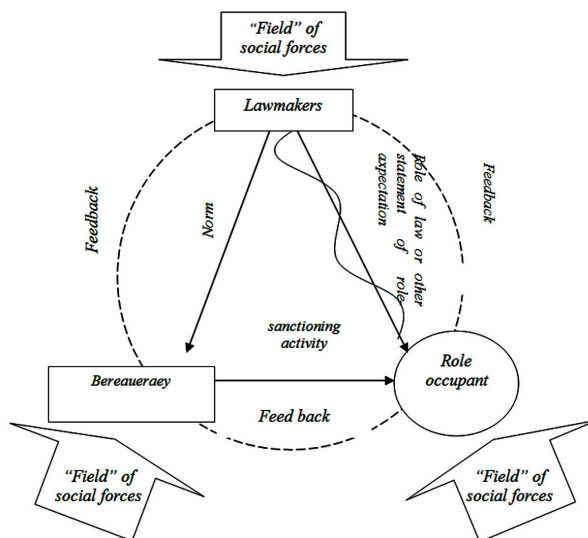 “Field” of
social forces
Lawmakers
Feedback
Norm
Role of law or other
statement of role
expectation
Feedback
sanctioning
activity
Bereaueraey
Role
occupant
Feed back
“Field” of
social forces
“Field” of
social forces